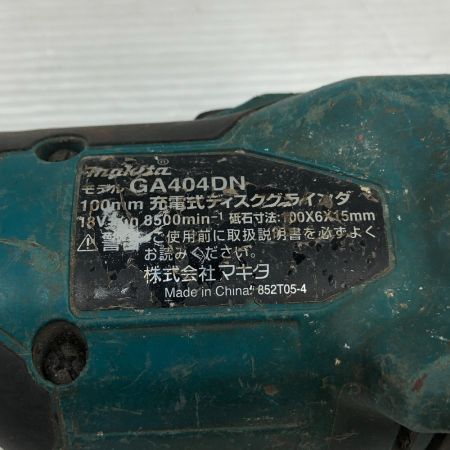 makita
モデル GA404DN
100mm 充電式ディスクグライダ
18V 8500min⁻¹ 砥石寸法:100X6X15mm
警 ご使用前に取扱説明書を必ずよく
お読みください。
株式会社マキタ
Made in China. 852T05-4